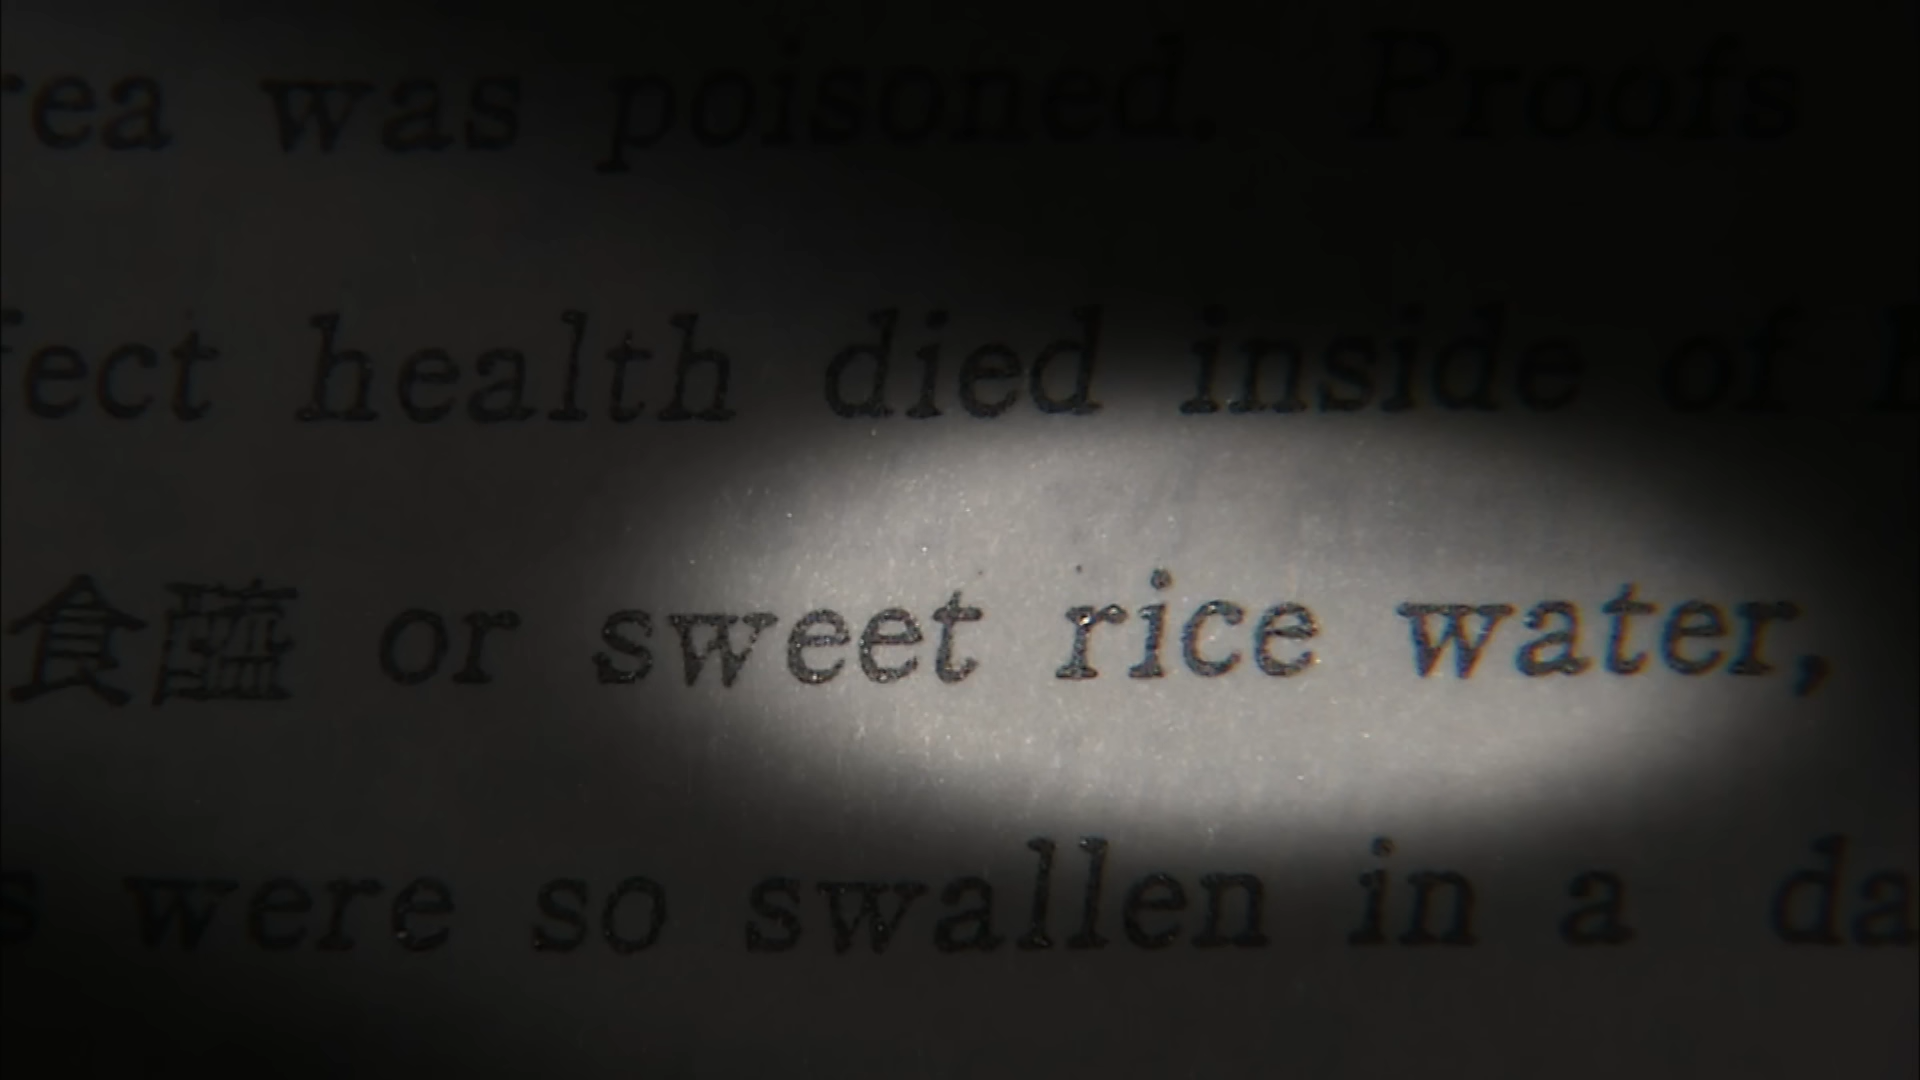 rea was poisoned. Proofs
fect health died inside of
食醯 or sweet rice water,
s were so swallen in a da